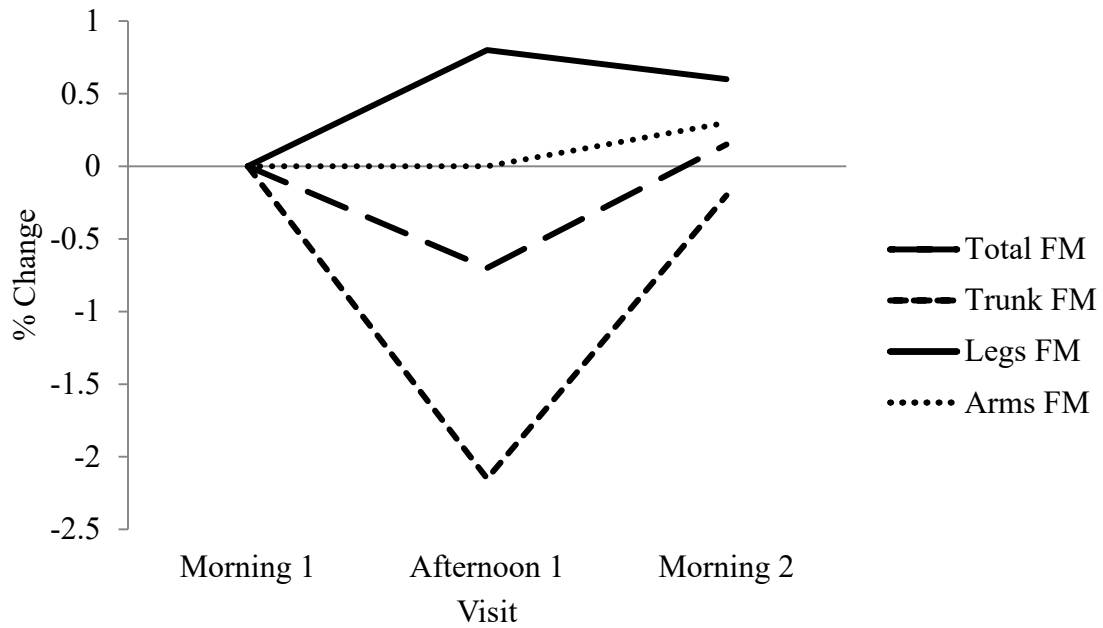 1
0.5
0
-0.5
-1
-1.5
-2
-2.5
% Change
Morning 1 Afternoon 1 Morning 2
Visit
Total FM
Trunk FM
Legs FM
Arms FM